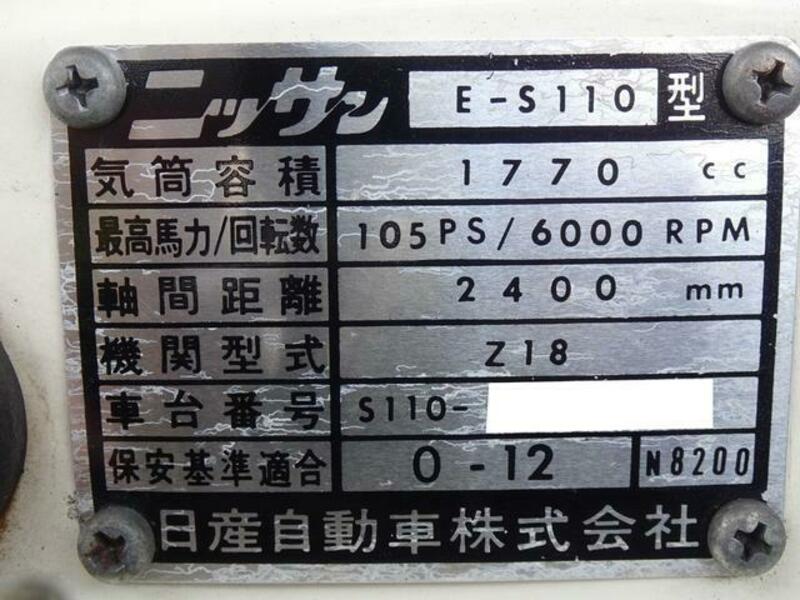 ニッサン E-S110 型
気筒容積 1770 cc
最高馬力/回転数 105PS/6000RPM
軸間距離 2400 mm
機関型式 Z18
車台番号 S110-
保安基準適合 0-12 N8200
日産自動車株式会社